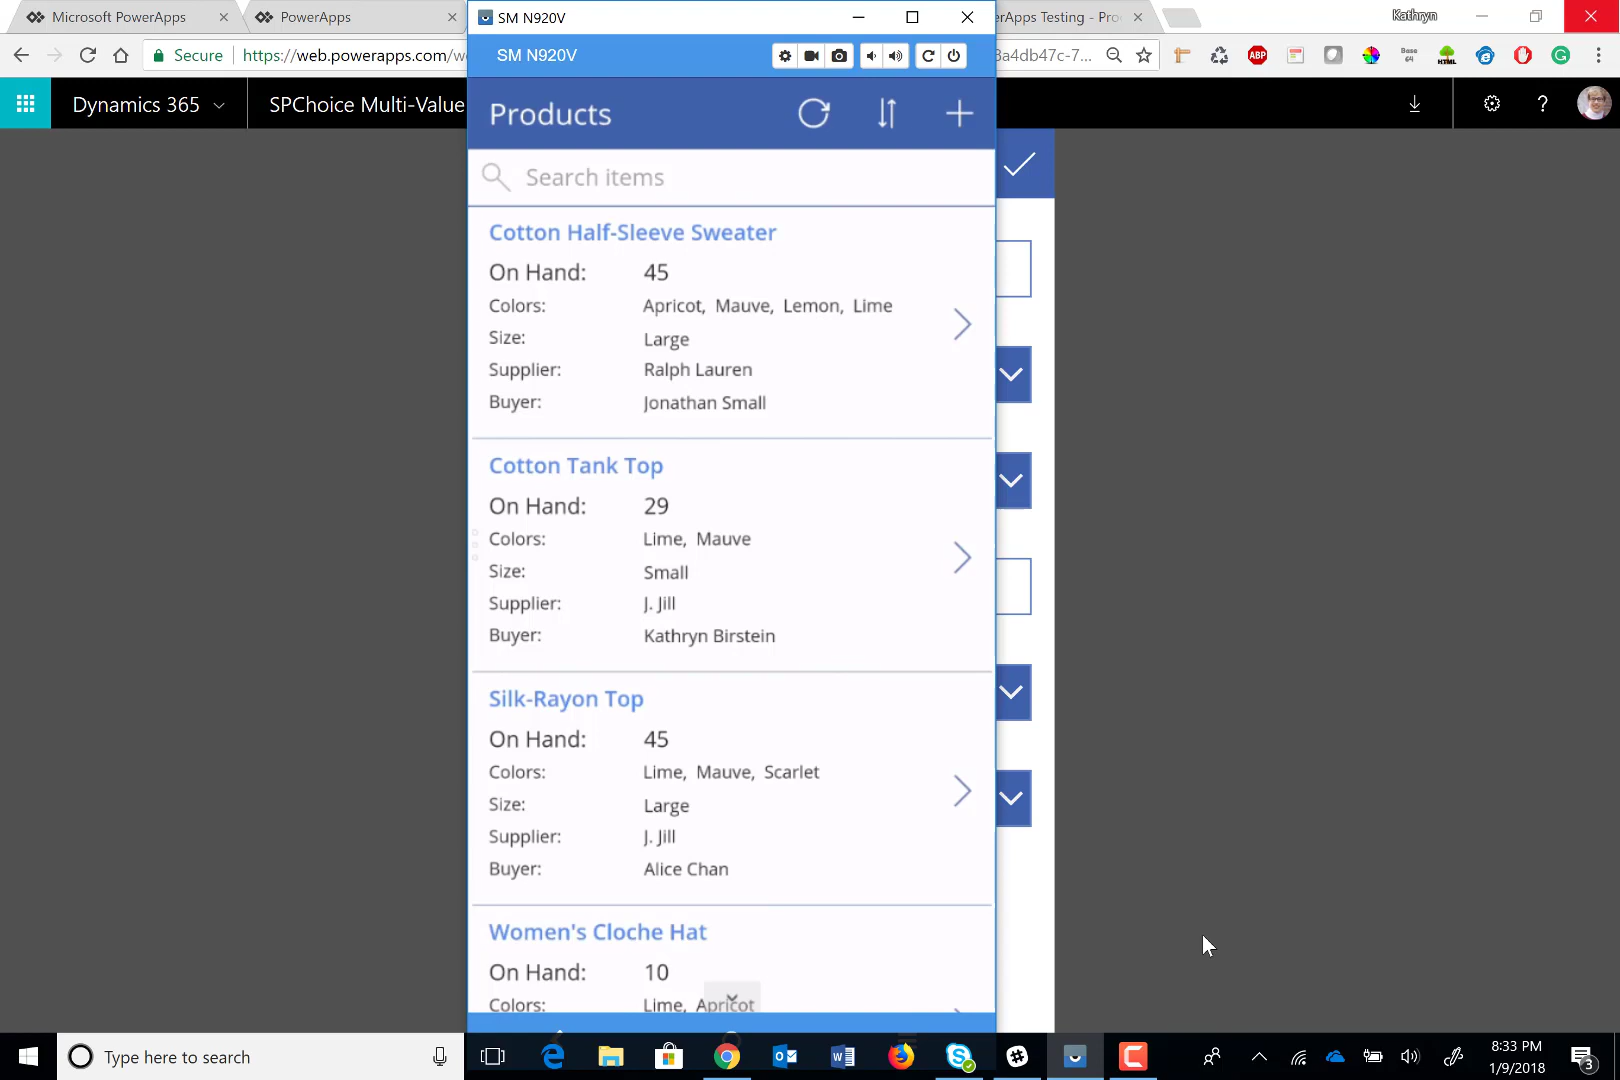 Microsoft PowerApps
PowerApps
SM N920V
erApps Testing - Pro
Kathryn
Secure
https://web.powerapps.com/w
SM N920V
3a4db47c-7...
ABP
Base
64
HTML
Dynamics 365
SPChoice Multi-Value
?
Products
Search items
Cotton Half-Sleeve Sweater
On Hand: 45
Colors: Apricot, Mauve, Lemon, Lime
Size: Large
Supplier: Ralph Lauren
Buyer: Jonathan Small
Cotton Tank Top
On Hand: 29
Colors: Lime, Mauve
Size: Small
Supplier: J. Jill
Buyer: Kathryn Birstein
Silk-Rayon Top
On Hand: 45
Colors: Lime, Mauve, Scarlet
Size: Large
Supplier: J. Jill
Buyer: Alice Chan
Women's Cloche Hat
On Hand: 10
Colors: Lime, Apricot
Type here to search
8:33 PM
1/9/2018
3